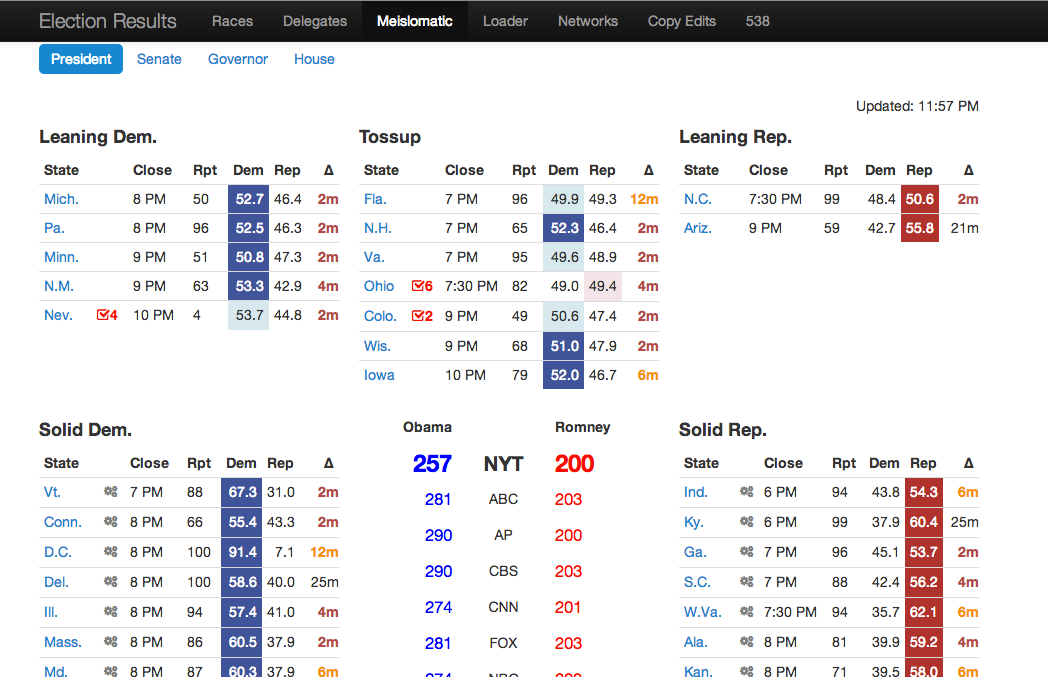 Election Results Races Delegates Meislomatic Loader Networks Copy Edits 538
President Senate Governor House
Updated: 11:57 PM
Leaning Dem.
State Close Rpt Dem Rep Δ
Mich. 8 PM 50 52.7 46.4 2m
Pa. 8 PM 96 52.5 46.3 2m
Minn. 9 PM 51 50.8 47.3 2m
N.M. 9 PM 63 53.3 42.9 4m
Nev. 4 10 PM 4 53.7 44.8 2m
Tossup
State Close Rpt Dem Rep Δ
Fla. 7 PM 96 49.9 49.3 12m
N.H. 7 PM 65 52.3 46.4 2m
Va. 7 PM 95 49.6 48.9 2m
Ohio 6 7:30 PM 82 49.0 49.4 4m
Colo. 2 9 PM 49 50.6 47.4 2m
Wis. 9 PM 68 51.0 47.9 2m
Iowa 10 PM 79 52.0 46.7 6m
Leaning Rep.
State Close Rpt Dem Rep Δ
N.C. 7:30 PM 99 48.4 50.6 2m
Ariz. 9 PM 59 42.7 55.8 21m
Solid Dem.
State Close Rpt Dem Rep Δ
Vt. 7 PM 88 67.3 31.0 2m
Conn. 8 PM 66 55.4 43.3 2m
D.C. 8 PM 100 91.4 7.1 12m
Del. 8 PM 100 58.6 40.0 25m
Ill. 8 PM 94 57.4 41.0 4m
Mass. 8 PM 86 60.5 37.9 2m
Md. 8 PM 87 60.3 37.9 6m
Obama Romney
257 NYT 200
281 ABC 203
290 AP 200
290 CBS 203
274 CNN 201
281 FOX 203
Solid Rep.
State Close Rpt Dem Rep Δ
Ind. 6 PM 94 43.8 54.3 6m
Ky. 6 PM 99 37.9 60.4 25m
Ga. 7 PM 96 45.1 53.7 2m
S.C. 7 PM 88 42.4 56.2 4m
W.Va. 7:30 PM 94 35.7 62.1 6m
Ala. 8 PM 81 39.9 59.2 4m
Kan. 8 PM 71 39.5 58.0 6m